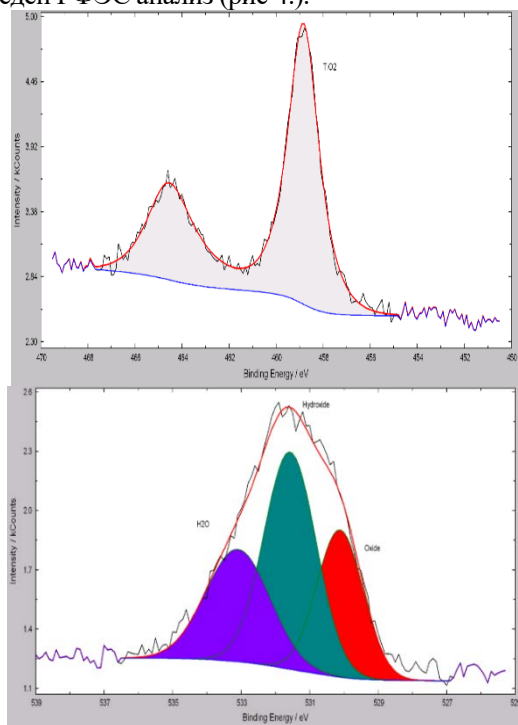 РФЭС анализ (рис 4.).
5.00
TiO2
4.46
3.92
Intensity / kCounts
3.38
2.84
2.30
470 468 466 464 462 460 458 456 454 452 450
Binding Energy / eV
2.6
Hydroxide
2.3
H2O
2.0
Oxide
Intensity / kCounts
1.7
1.4
1.1
539 537 535 533 531 529 527
Binding Energy / eV